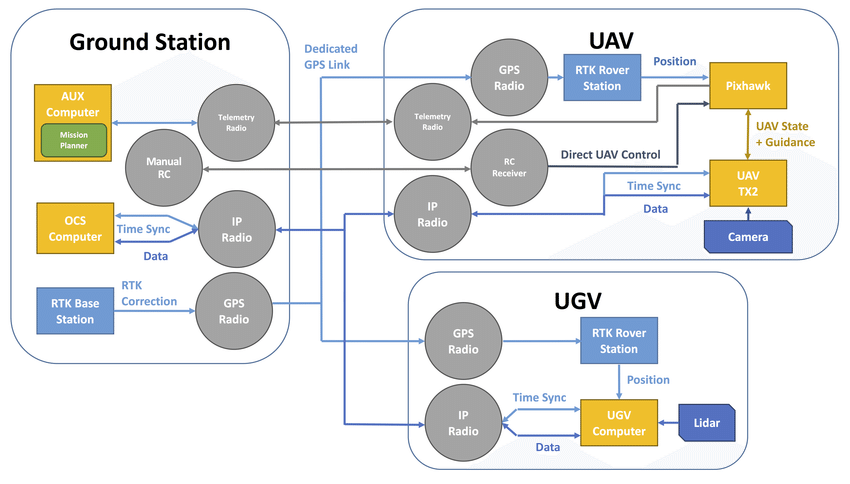 Ground Station
AUX
Computer
Mission
Planner
Telemetry
Radio
Manual
RC
OCS
Computer
Time Sync
Data
IP
Radio
RTK Base
Station
RTK
Correction
GPS
Radio
Dedicated
GPS Link
UAV
GPS
Radio
RTK Rover
Station
Position
Pixhawk
Telemetry
Radio
RC
Receiver
Direct UAV Control
UAV State
+ Guidance
IP
Radio
Time Sync
Data
UAV
TX2
Camera
UGV
GPS
Radio
RTK Rover
Station
Position
IP
Radio
Time Sync
Data
UGV
Computer
Lidar